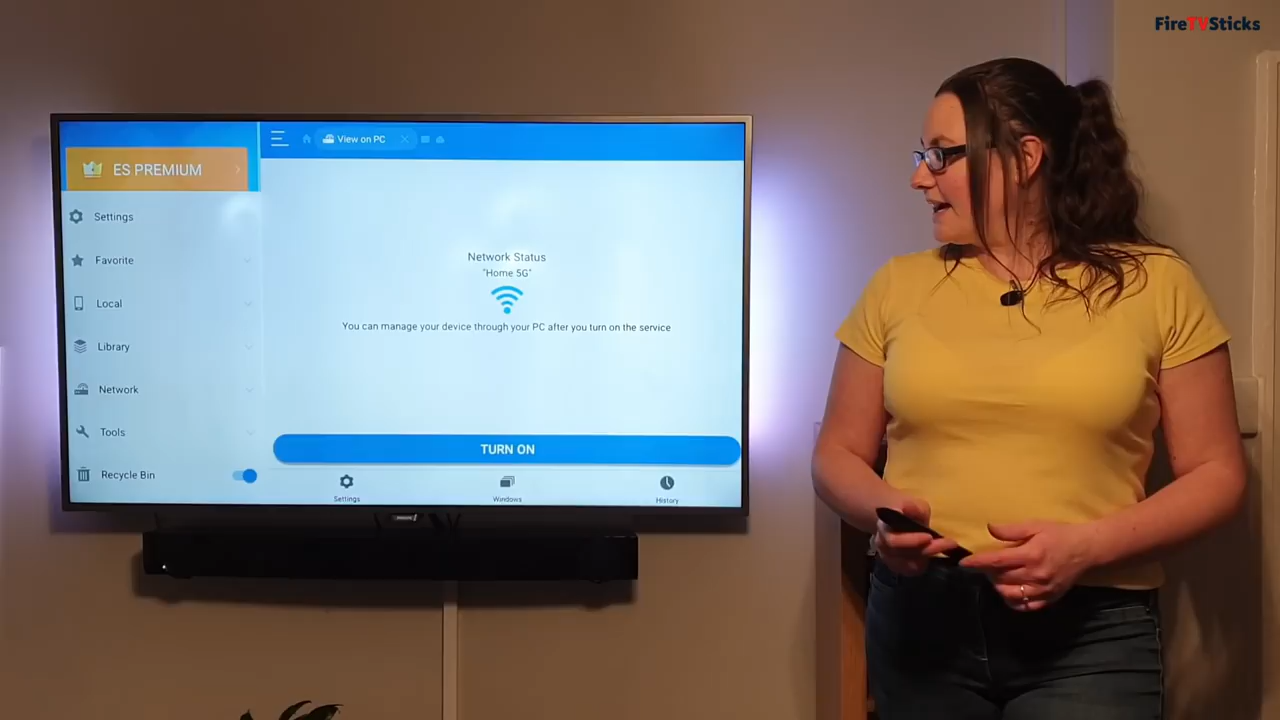 FireTVSticks
View on PC
ES PREMIUM
Settings
Favorite
Local
Library
Network
Tools
Recycle Bin
Network Status
"Home 5G"
You can manage your device through your PC after you turn on the service
TURN ON
Settings
Windows
History